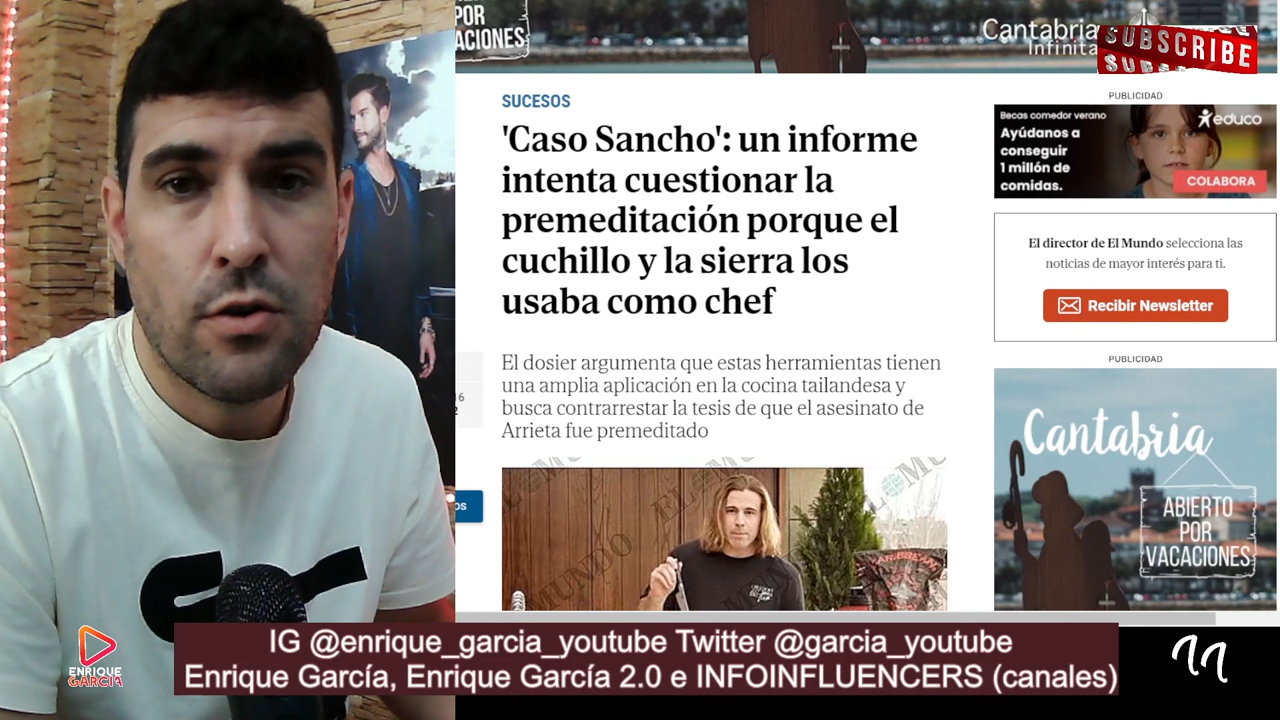 POR
ACIONES
Cantabria
Infinita
SUBSCRIBE
SUCESOS
'Caso Sancho': un informe
intenta cuestionar la
premeditación porque el
cuchillo y la sierra los
usaba como chef
El dosier argumenta que estas herramientas tienen
una amplia aplicación en la cocina tailandesa y
busca contrarrestar la tesis de que el asesinato de
Arrieta fue premeditado
PUBLICIDAD
Becas comedor verano
educo
Ayúdanos a
conseguir
1 millón de
comidas.
COLABORA
El director de El Mundo selecciona las
noticias de mayor interés para ti.
Recibir Newsletter
PUBLICIDAD
Cantabria
ABIERTO
POR
VACACIONES
EL MUNDO
IG @enrique_garcia_youtube Twitter @garcia_youtube
Enrique García, Enrique García 2.0 e INFOINFLUENCERS (canales)
ENRIQUE
GARCÍA